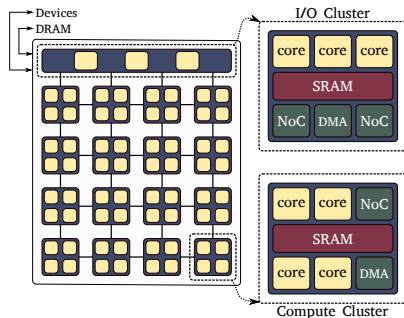 Devices
DRAM
I/O Cluster
core core core
SRAM
NoC DMA NoC
core core NoC
SRAM
core core DMA
Compute Cluster